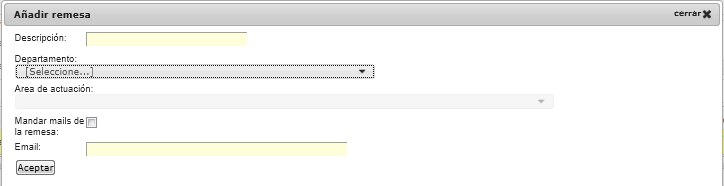 Añadir remesa
cerrar
Descripción:
Departamento:
[Seleccione...]
Area de actuación:
Mandar mails de
la remesa:
Email:
Aceptar